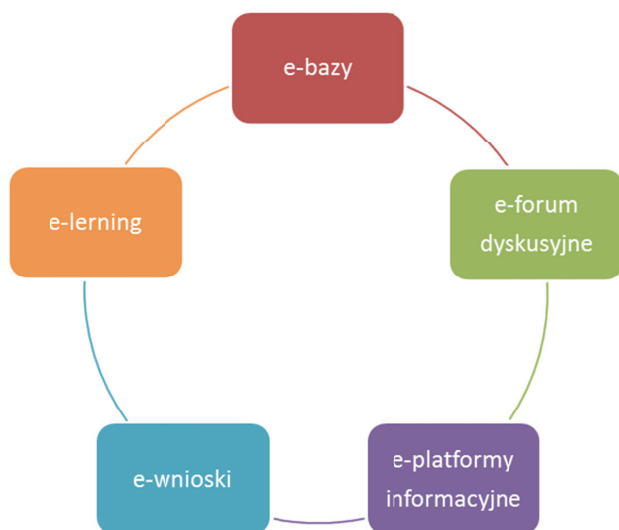 e-bazy
e-forum
dyskusyjne
e-platformy
informacyjne
e-wnioski
e-lerning